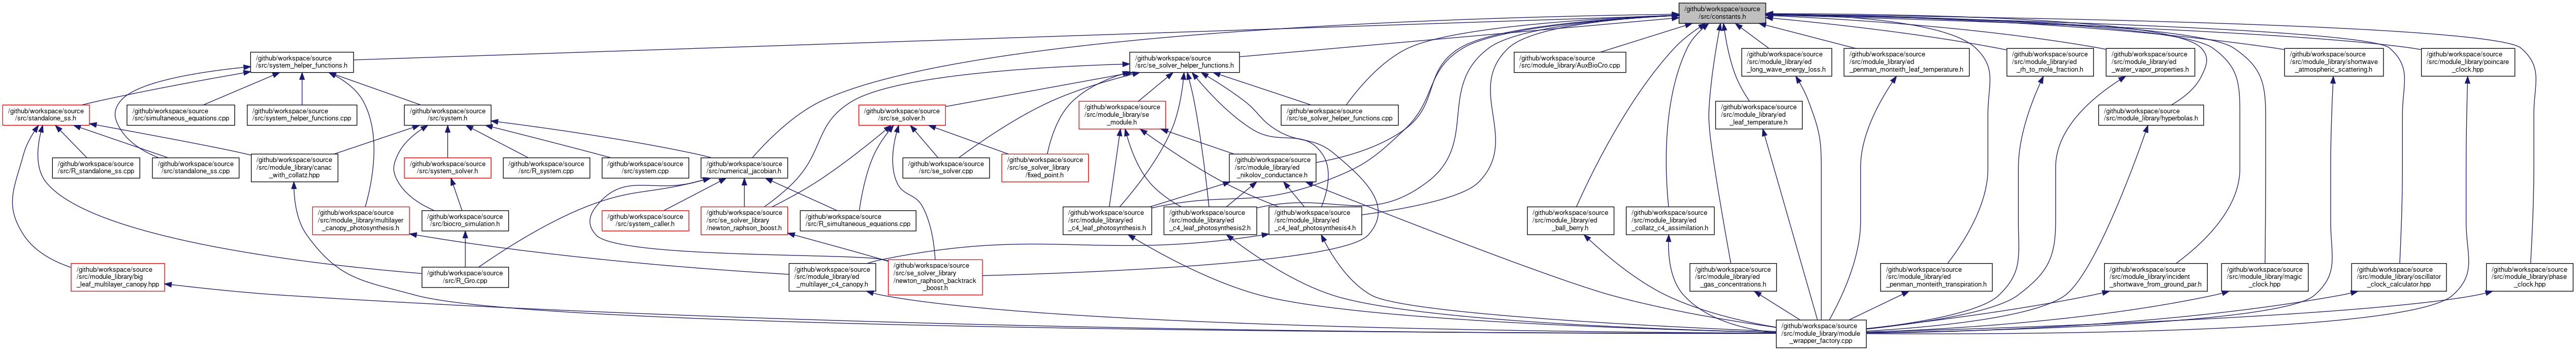 /github/workspace/source
/src/constants.h
/github/workspace/source
/src/system_helper_functions.h
/github/workspace/source
/src/se_solver_helper_functions.h
/github/workspace/source
/src/module_library/AuxBioCro.cpp
/github/workspace/source
/src/module_library/ed
_long_wave_energy_loss.h
/github/workspace/source
/src/module_library/ed
_penman_monteith_leaf_temperature.h
/github/workspace/source
/src/module_library/ed
_rh_to_mole_fraction.h
/github/workspace/source
/src/module_library/ed
_water_vapor_properties.h
/github/workspace/source
/src/module_library/shortwave
_atmospheric_scattering.h
/github/workspace/source
/src/module_library/poincare
_clock.hpp
/github/workspace/source
/src/standalone_ss.h
/github/workspace/source
/src/simultaneous_equations.cpp
/github/workspace/source
/src/system_helper_functions.cpp
/github/workspace/source
/src/system.h
/github/workspace/source
/src/se_solver.h
/github/workspace/source
/src/module_library/se
_module.h
/github/workspace/source
/src/se_solver_helper_functions.cpp
/github/workspace/source
/src/module_library/ed
_leaf_temperature.h
/github/workspace/source
/src/module_library/hyperbolas.h
/github/workspace/source
/src/R_standalone_ss.cpp
/github/workspace/source
/src/standalone_ss.cpp
/github/workspace/source
/src/module_library/canac
_with_collatz.hpp
/github/workspace/source
/src/system_solver.h
/github/workspace/source
/src/R_system.cpp
/github/workspace/source
/src/system.cpp
/github/workspace/source
/src/numerical_jacobian.h
/github/workspace/source
/src/se_solver.cpp
/github/workspace/source
/src/se_solver_library
/fixed_point.h
/github/workspace/source
/src/module_library/ed
_nikolov_conductance.h
/github/workspace/source
/src/module_library/multilayer
_canopy_photosynthesis.h
/github/workspace/source
/src/biocro_simulation.h
/github/workspace/source
/src/system_caller.h
/github/workspace/source
/src/se_solver_library
/newton_raphson_boost.h
/github/workspace/source
/src/R_simultaneous_equations.cpp
/github/workspace/source
/src/module_library/ed
_c4_leaf_photosynthesis.h
/github/workspace/source
/src/module_library/ed
_c4_leaf_photosynthesis2.h
/github/workspace/source
/src/module_library/ed
_c4_leaf_photosynthesis4.h
/github/workspace/source
/src/module_library/ed
_ball_berry.h
/github/workspace/source
/src/module_library/ed
_collatz_c4_assimilation.h
/github/workspace/source
/src/module_library/big
_leaf_multilayer_canopy.hpp
/github/workspace/source
/src/R_Gro.cpp
/github/workspace/source
/src/module_library/ed
_multilayer_c4_canopy.h
/github/workspace/source
/src/se_solver_library
/newton_raphson_backtrack
_boost.h
/github/workspace/source
/src/module_library/ed
_gas_concentrations.h
/github/workspace/source
/src/module_library/ed
_penman_monteith_transpiration.h
/github/workspace/source
/src/module_library/incident
_shortwave_from_ground_par.h
/github/workspace/source
/src/module_library/magic
_clock.hpp
/github/workspace/source
/src/module_library/oscillator
_clock_calculator.hpp
/github/workspace/source
/src/module_library/phase
_clock.hpp
/github/workspace/source
/src/module_library/module
_wrapper_factory.cpp